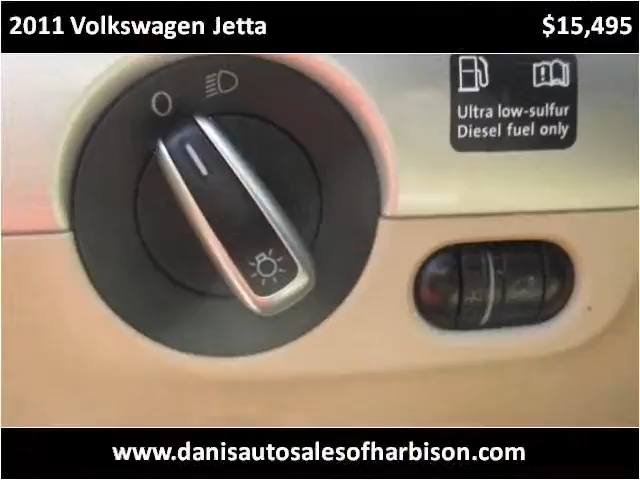 2011 Volkswagen Jetta
$15,495
Ultra low-sulfur
Diesel fuel only
www.danisautosalesofharbison.com